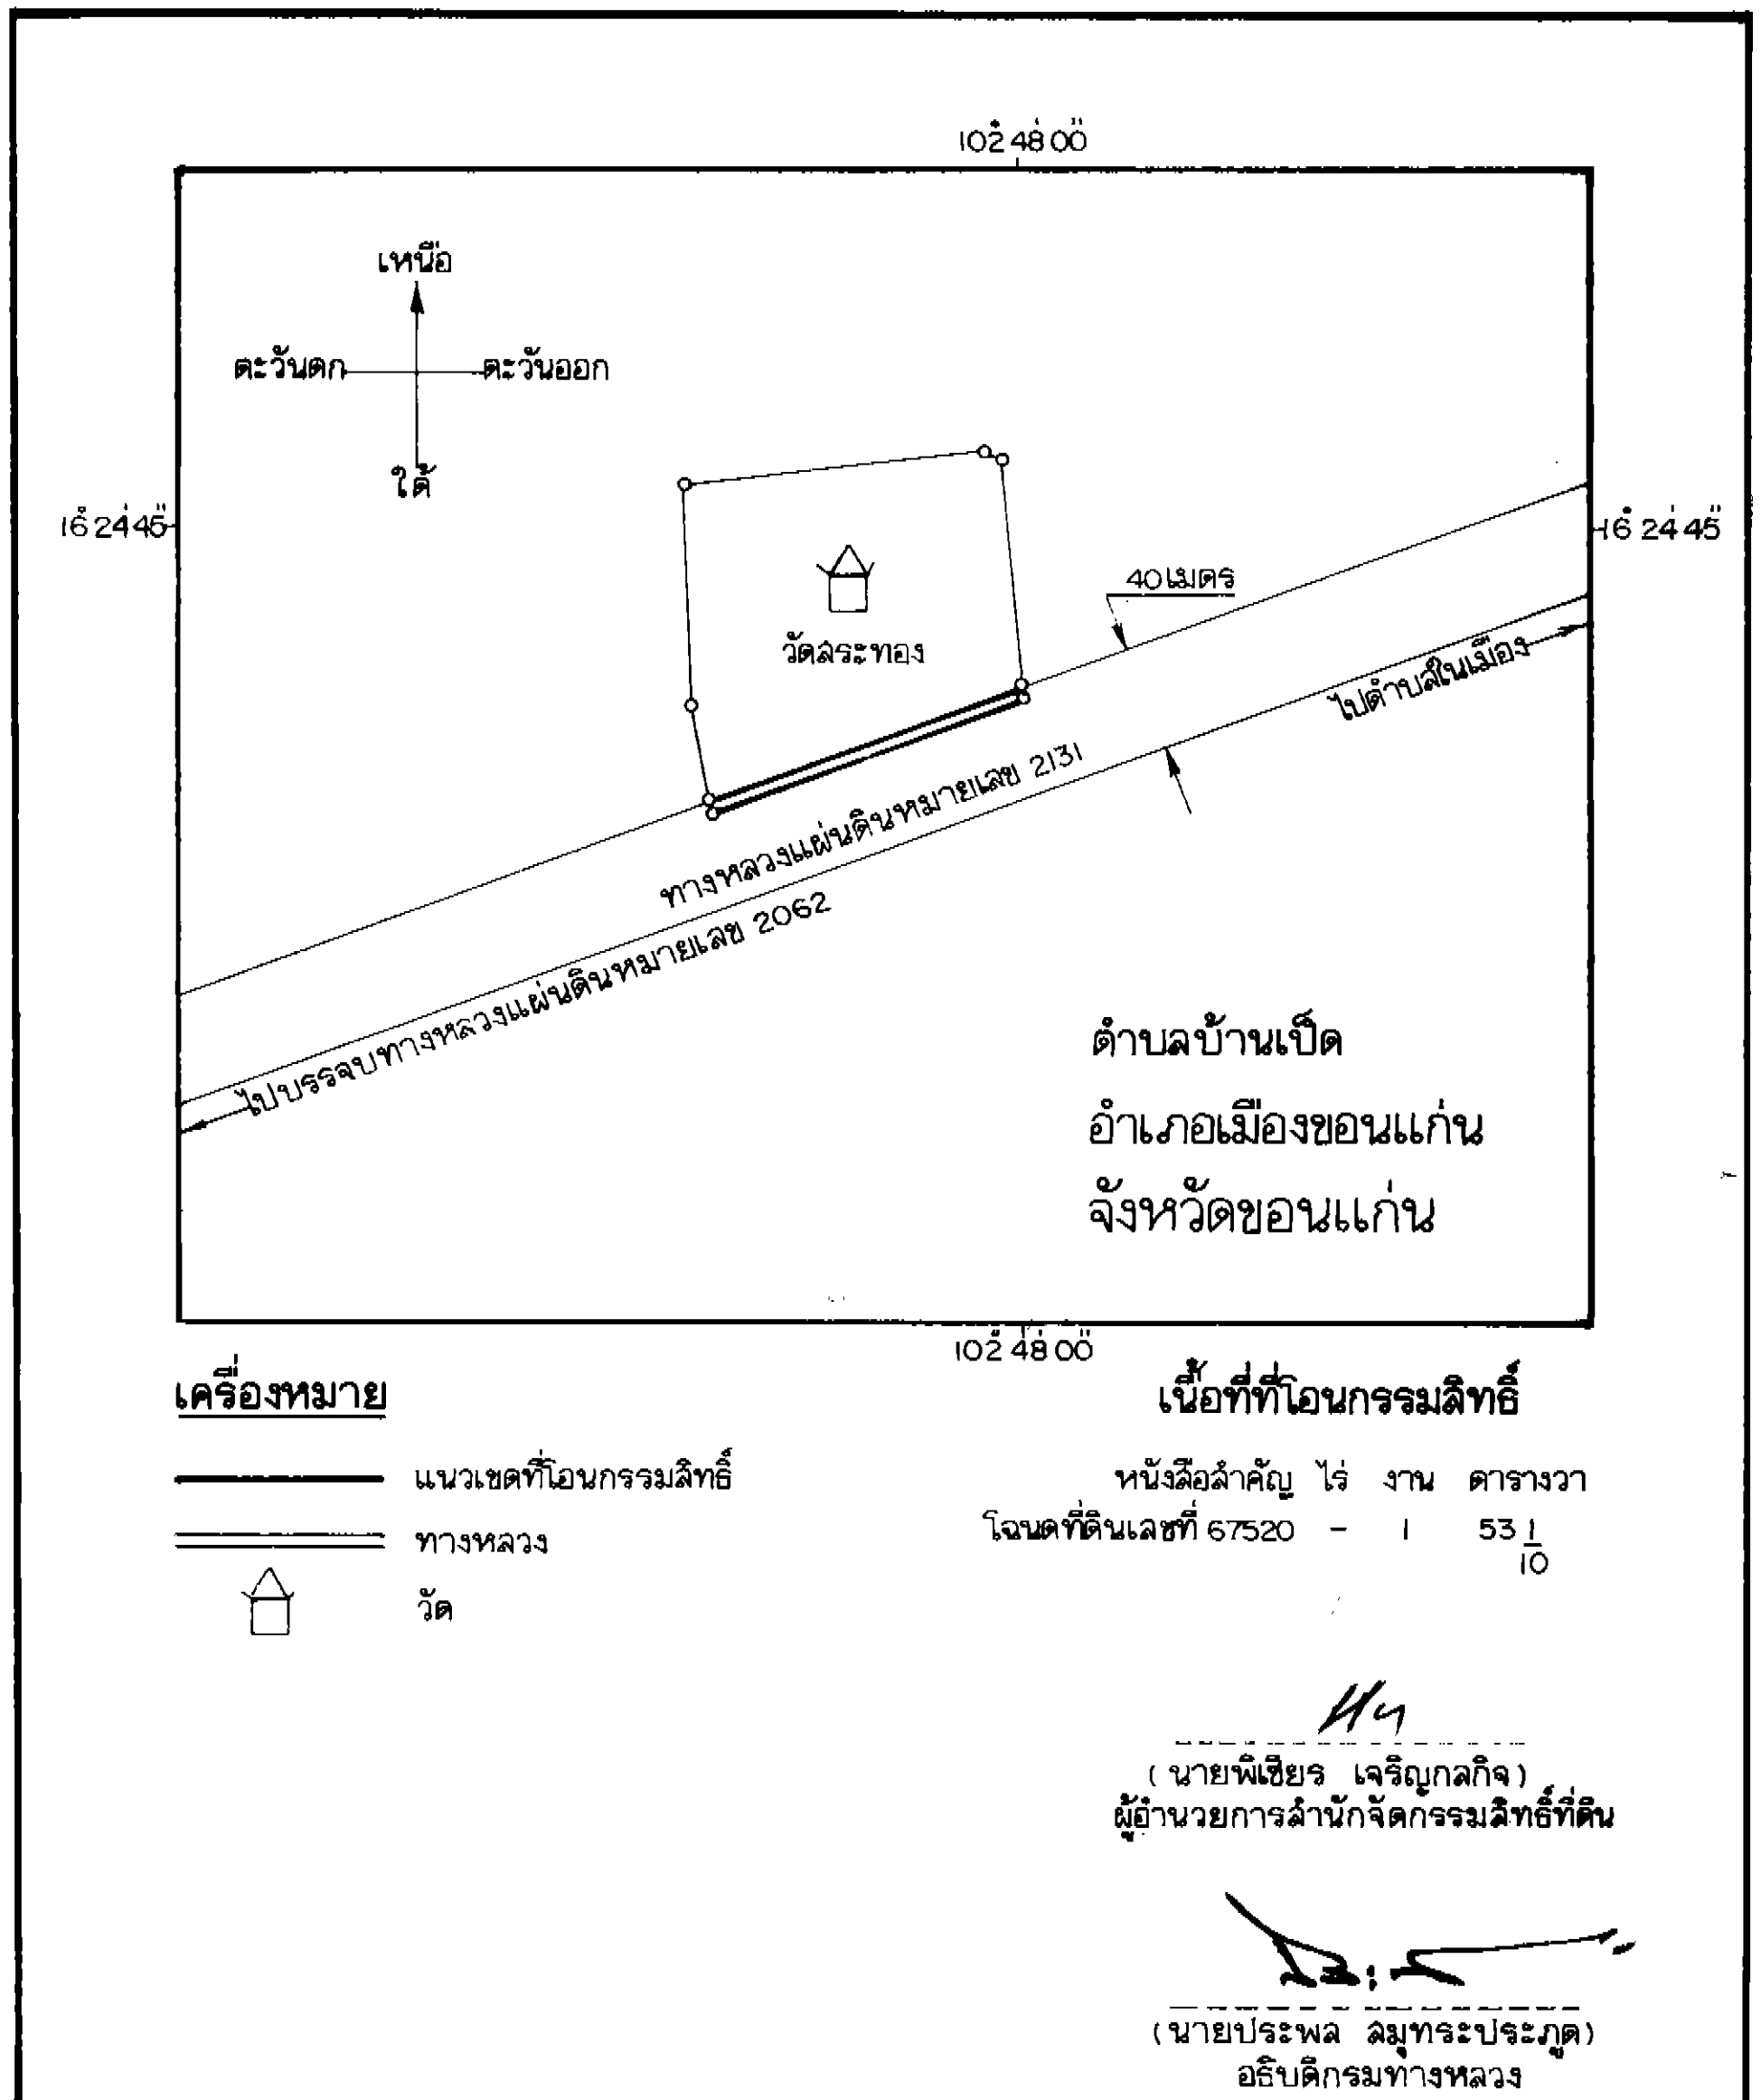 102° 48' 00"
เหนือ
ตะวันตก ตะวันออก
ใต้
16° 24' 45" 16° 24' 45"
40 เมตร
วัดสระทอง
ไปตำบลในเมือง
ทางหลวงแผ่นดินหมายเลข 2131
ไปบรรจบทางหลวงแผ่นดินหมายเลข 2062
ตำบลบ้านเป็ด
อำเภอเมืองขอนแก่น
จังหวัดขอนแก่น
102° 48' 00"
เครื่องหมาย
แนวเขตที่โอนกรรมสิทธิ์
ทางหลวง
วัด
เนื้อที่ที่โอนกรรมสิทธิ์
หนังสือสำคัญ ไร่ งาน ตารางวา
โฉนดที่ดินเลขที่ 67520 - 1 53 1/10
(นายพิเชียร เจริญกลกิจ)
ผู้อำนวยการสำนักจัดกรรมสิทธิ์ที่ดิน
(นายประพล สมุทระประภูต)
อธิบดีกรมทางหลวง